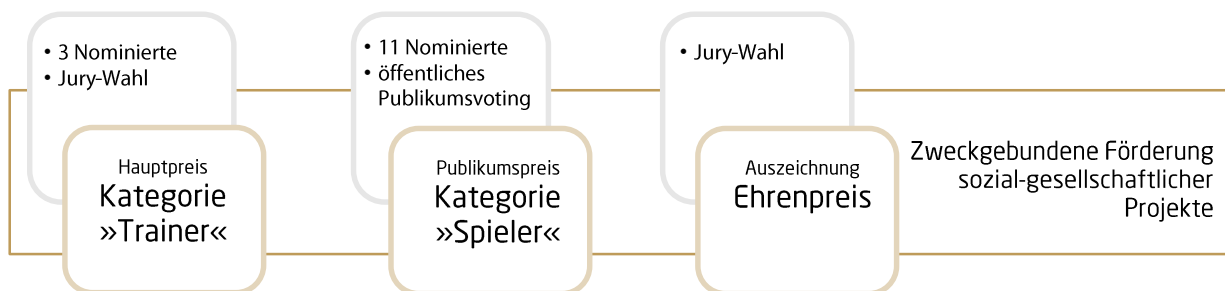 • 3 Nominierte
• Jury-Wahl
Hauptpreis
Kategorie
»Trainer«
• 11 Nominierte
• öffentliches
Publikumsvoting
Publikumspreis
Kategorie
»Spieler«
• Jury-Wahl
Auszeichnung
Ehrenpreis
Zweckgebundene Förderung
sozial-gesellschaftlicher
Projekte